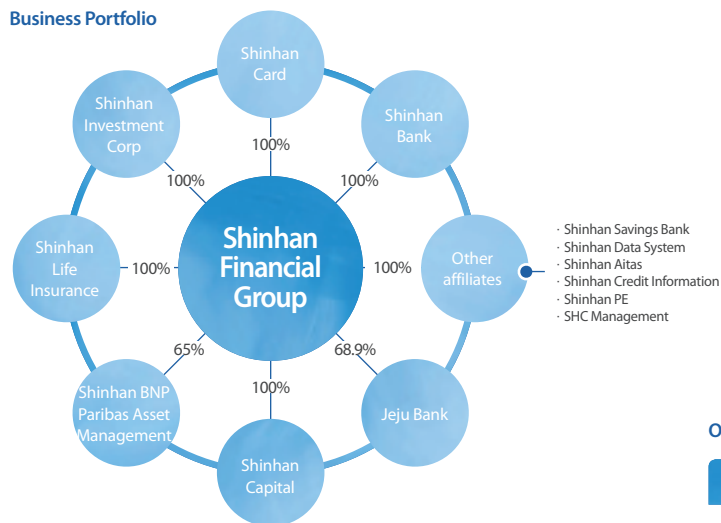 Business Portfolio
Shinhan
Card
Shinhan
Investment
Corp
Shinhan
Bank
100%
100%
100%
Shinhan
Life
Insurance
100%
Shinhan
Financial
Group
100%
Other
affiliates
· Shinhan Savings Bank
· Shinhan Data System
· Shinhan Aitas
· Shinhan Credit Information
· Shinhan PE
· SHC Management
65%
100%
68.9%
Shinhan BNP
Paribas Asset
Management
Jeju Bank
Shinhan
Capital
O